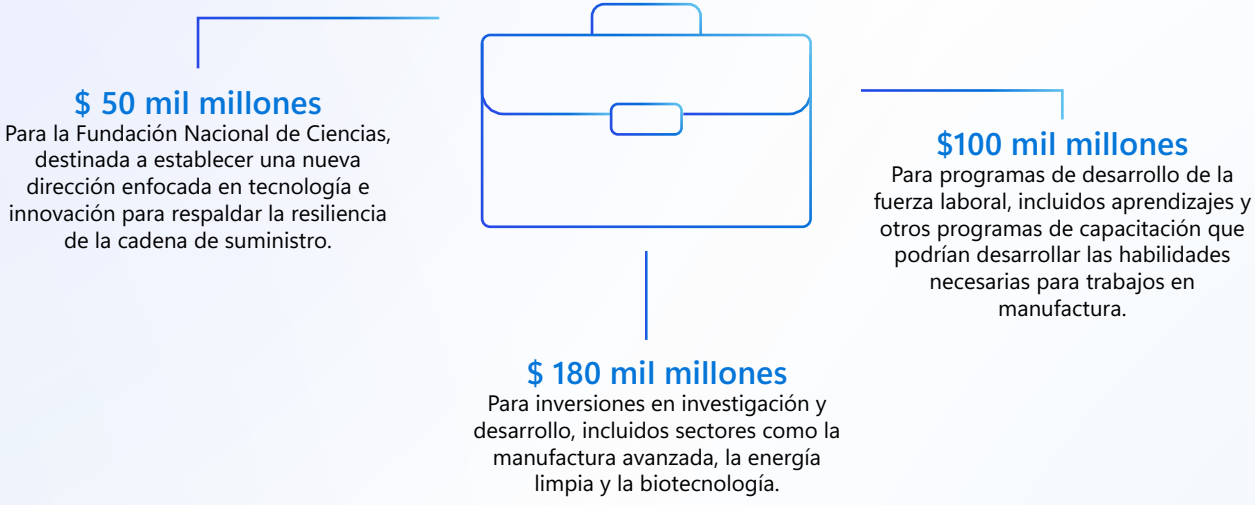 $ 50 mil millones
Para la Fundación Nacional de Ciencias,
destinada a establecer una nueva
dirección enfocada en tecnología e
innovación para respaldar la resiliencia
de la cadena de suministro.
$100 mil millones
Para programas de desarrollo de la
fuerza laboral, incluidos aprendizajes y
otros programas de capacitación que
podrían desarrollar las habilidades
necesarias para trabajos en
manufactura.
$ 180 mil millones
Para inversiones en investigación y
desarrollo, incluidos sectores como la
manufactura avanzada, la energía
limpia y la biotecnología.